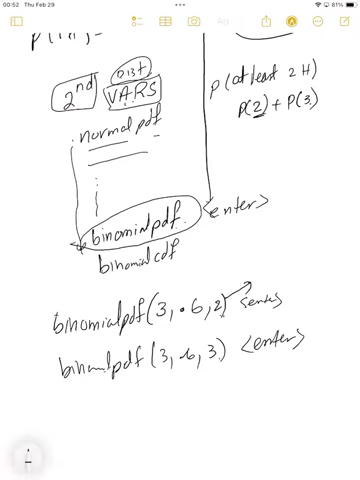 00:52 Thu Feb 29
81%
Dist
2nd VARS
P(at least 2 H)
P(2) + P(3)
normalpdf
binomialpdf <enter>
binomialcdf
binomialpdf(3, .6, 2) <enter>
binomlpdf (3, .6, 3) <enter>